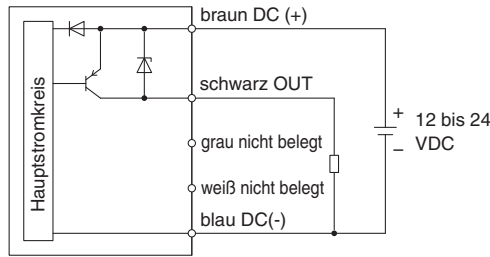 braun DC (+)
schwarz OUT
grau nicht belegt
weiß nicht belegt
blau DC(-)
Hauptstromkreis
+
12 bis 24
–
VDC